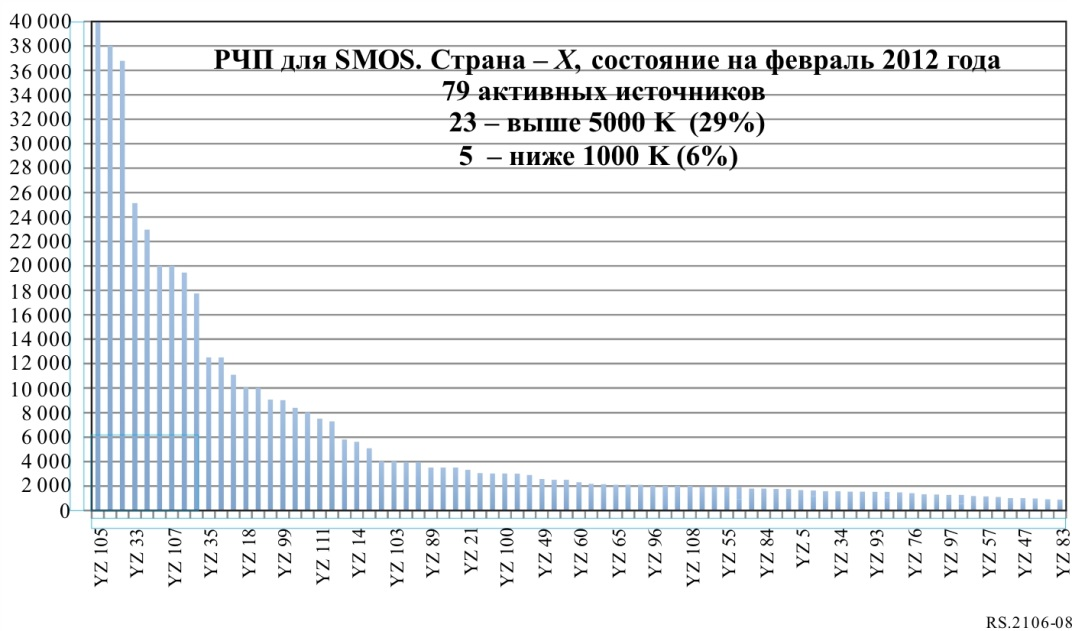 40 000
38 000
36 000
34 000
32 000
30 000
28 000
26 000
24 000
22 000
20 000
18 000
16 000
14 000
12 000
10 000
8 000
6 000
4 000
2 000
0
РЧП для SMOS. Страна – X, состояние на февраль 2012 года
79 активных источников
23 – выше 5000 K (29%)
5 – ниже 1000 K (6%)
YZ 105
YZ 33
YZ 107
YZ 35
YZ 18
YZ 99
YZ 111
YZ 14
YZ 103
YZ 89
YZ 21
YZ 100
YZ 49
YZ 60
YZ 65
YZ 96
YZ 108
YZ 55
YZ 84
YZ 5
YZ 34
YZ 93
YZ 76
YZ 97
YZ 57
YZ 47
YZ 83
RS.2106-08